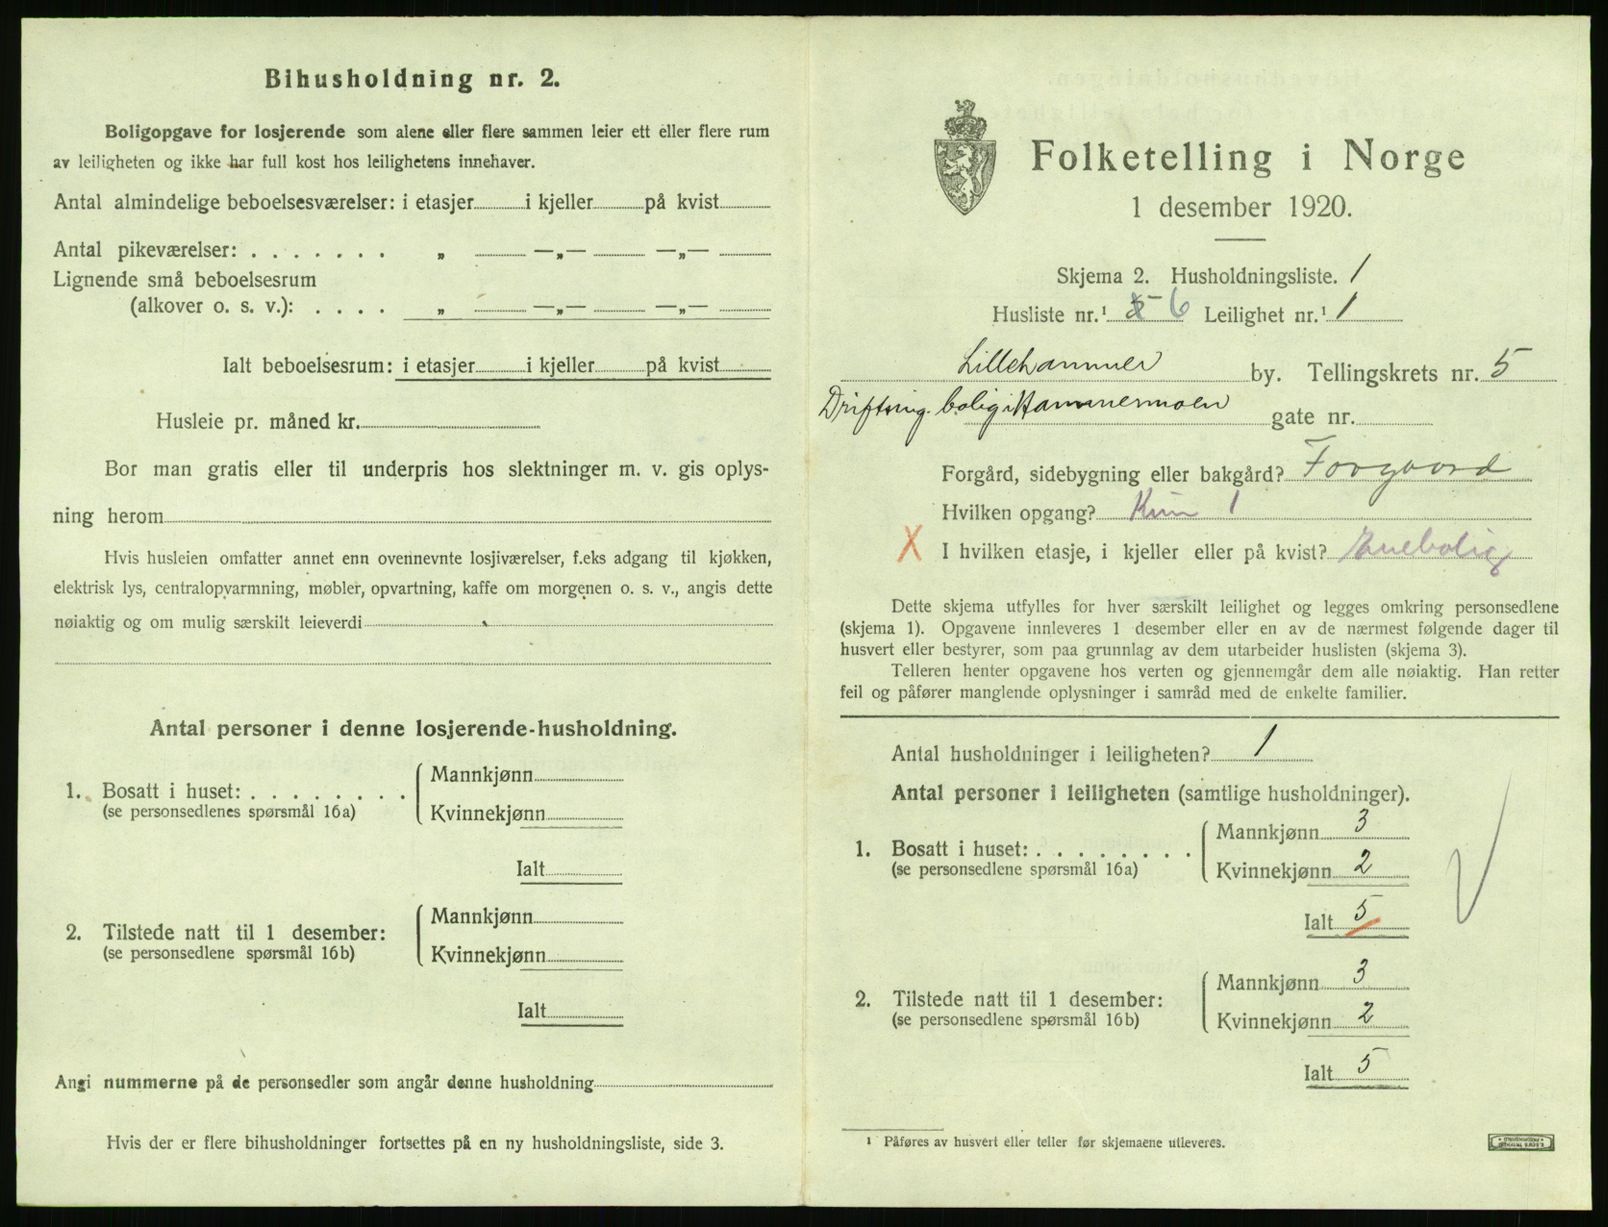 Bihusholdning nr. 2.
Boligopgave for losjerende som alene eller flere sammen leier ett eller flere rum
av leiligheten og ikke har full kost hos leilighetens innehaver.
Antal almindelige beboelsesværelser: i etasjer i kjeller på kvist
Antal pikeværelser: . . . . . . . „ —„— —„—
Lignende små beboelsesrum
(alkover o. s. v.): . . . . „ —„— —„—
Ialt beboelsesrum: i etasjer i kjeller på kvist
Husleie pr. måned kr.
Bor man gratis eller til underpris hos slektninger m. v. gis oplys-
ning herom
Hvis husleien omfatter annet enn ovennevnte losjiværelser, f.eks adgang til kjøkken,
elektrisk lys, centralopvarmning, møbler, opvartning, kaffe om morgenen o. s. v., angis dette
nøiaktig og om mulig særskilt leieverdi
Antal personer i denne losjerende-husholdning.
1. Bosatt i huset: . . . . . . . .
(se personsedlenes spørsmål 16a)
Mannkjønn
Kvinnekjønn
Ialt
2. Tilstede natt til 1 desember:
(se personsedlene spørsmål 16b)
Mannkjønn
Kvinnekjønn
Ialt
Angi nummerne på de personsedler som angår denne husholdning
Hvis der er flere bihusholdninger fortsettes på en ny husholdningsliste, side 3.
Folketelling i Norge
1 desember 1920.
Skjema 2. Husholdningsliste. 1
Husliste nr.¹ 6 Leilighet nr.¹ 1
Lillehammer by. Tellingskrets nr. 5
Driftsing. bolig i Hammermoen gate nr.
Forgård, sidebygning eller bakgård? Forgaard
Hvilken opgang? Kun 1
X I hvilken etasje, i kjeller eller på kvist? Enebolig
Dette skjema utfylles for hver særskilt leilighet og legges omkring personsedlene
(skjema 1). Opgavene innleveres 1 desember eller en av de nærmest følgende dager til
husvert eller bestyrer, som paa grunnlag av dem utarbeider huslisten (skjema 3).
Telleren henter opgavene hos verten og gjennemgår dem alle nøiaktig. Han retter
feil og påfører manglende oplysninger i samråd med de enkelte familier.
Antal husholdninger i leiligheten? 1
Antal personer i leiligheten (samtlige husholdninger).
1. Bosatt i huset: . . . . . . . .
(se personsedlene spørsmål 16a)
Mannkjønn 3
Kvinnekjønn 2
Ialt 5
2. Tilstede natt til 1 desember:
(se personsedlene spørsmål 16b)
Mannkjønn 3
Kvinnekjønn 2
Ialt 5
¹ Påføres av husvert eller teller før skjemaene utleveres.